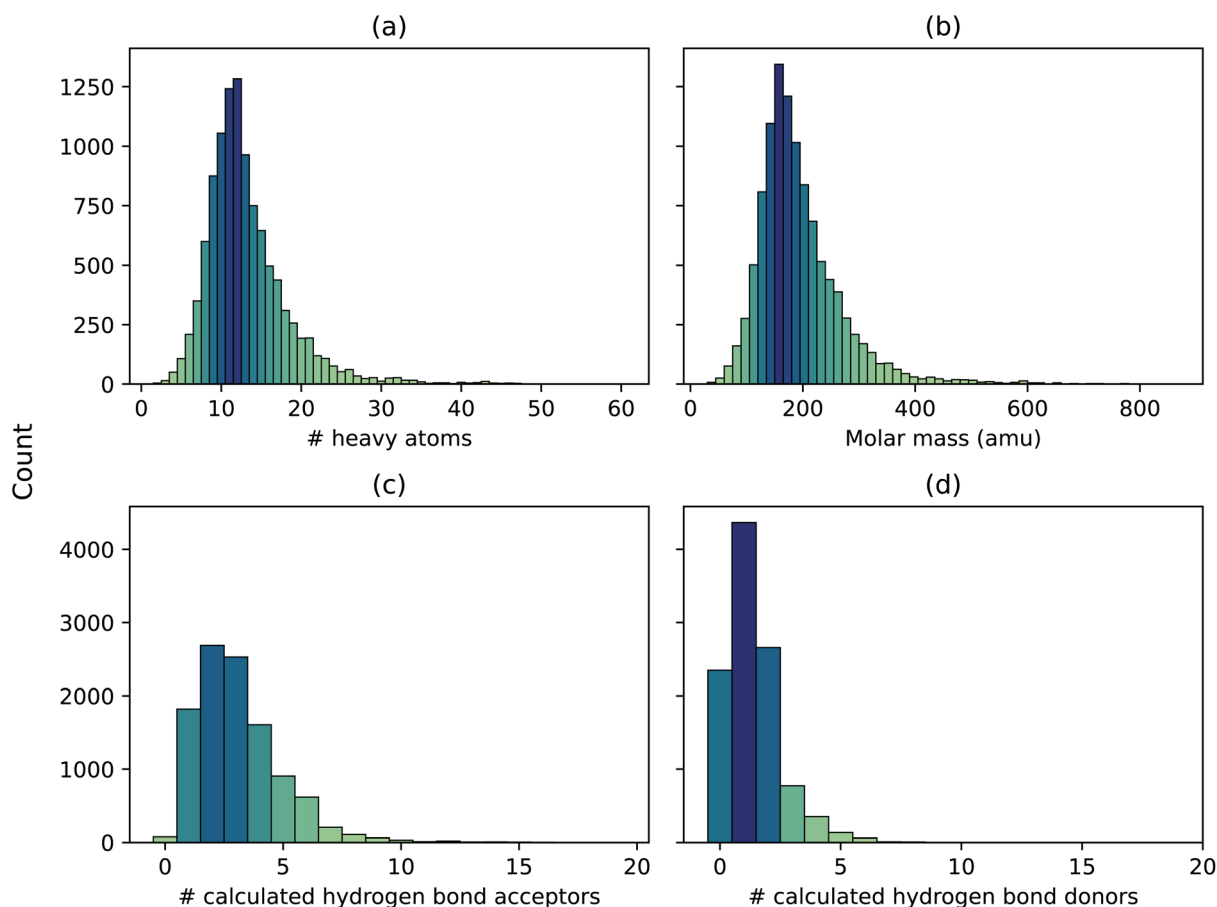 (a)
(b)
Count
1250
1000
750
500
250
0
0 10 20 30 40 50 60
# heavy atoms
0 200 400 600 800
Molar mass (amu)
(c)
(d)
4000
3000
2000
1000
0
0 5 10 15 20
# calculated hydrogen bond acceptors
0 5 10 15 20
# calculated hydrogen bond donors